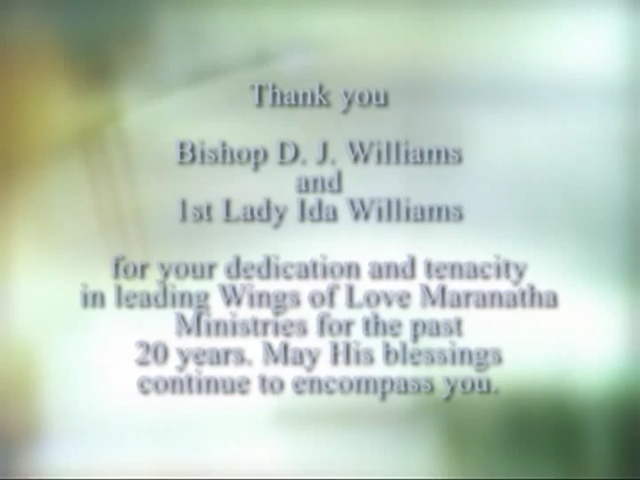 Thank you
Bishop D. J. Williams
and
1st Lady Ida Williams
for your dedication and tenacity
in leading Wings of Love Maranatha
Ministries for the past
20 years. May His blessings
continue to encompass you.